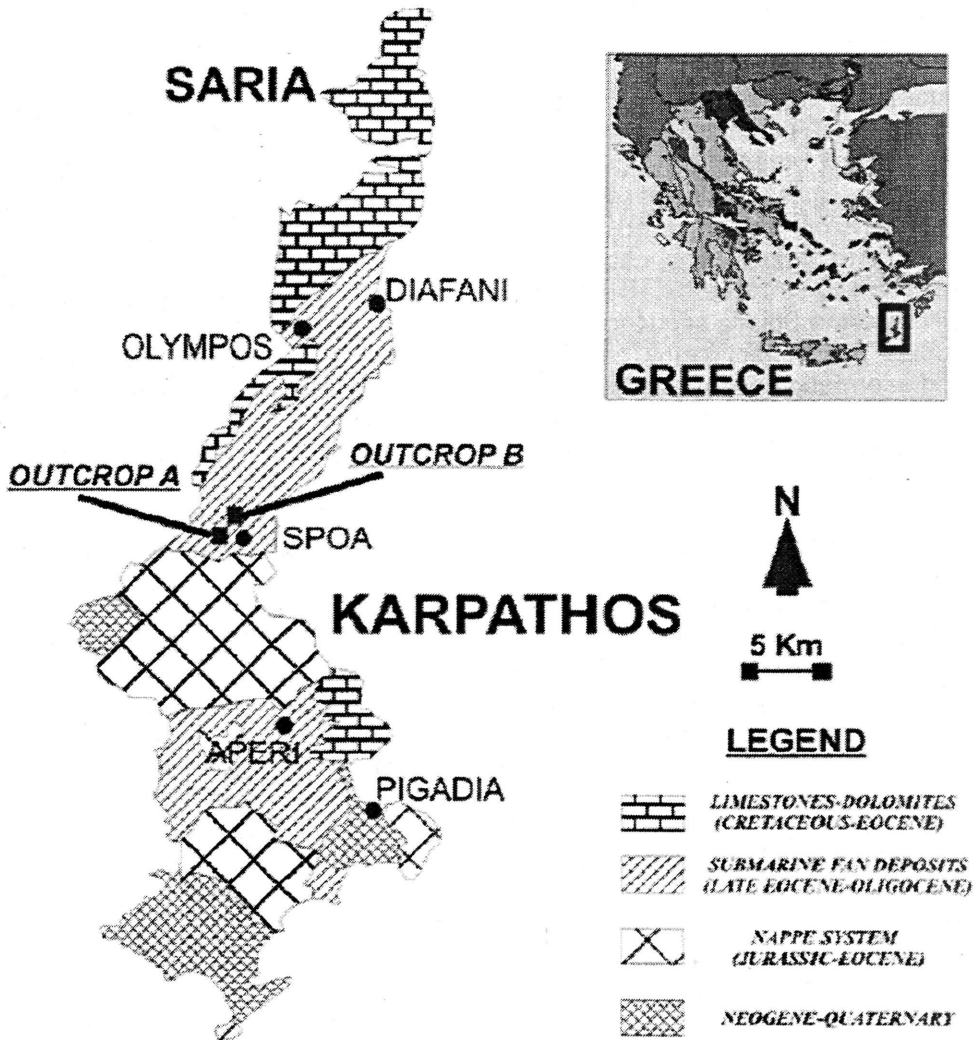 SARIA
DIAFANI
OLYMPOS
OUTCROP B
OUTCROP A
SPOA
KARPATHOS
APERI
PIGADIA
GREECE
N
5 Km
LEGEND
LIMESTONES-DOLOMITES
(CRETACEOUS-EOCENE)
SUBMARINE FAN DEPOSITS
(LATE EOCENE-OLIGOCENE)
NAPPE SYSTEM
(JURASSIC-EOCENE)
NEOGENE-QUATERNARY